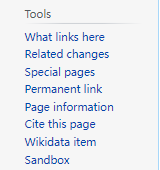 Tools
What links here
Related changes
Special pages
Permanent link
Page information
Cite this page
Wikidata item
Sandbox